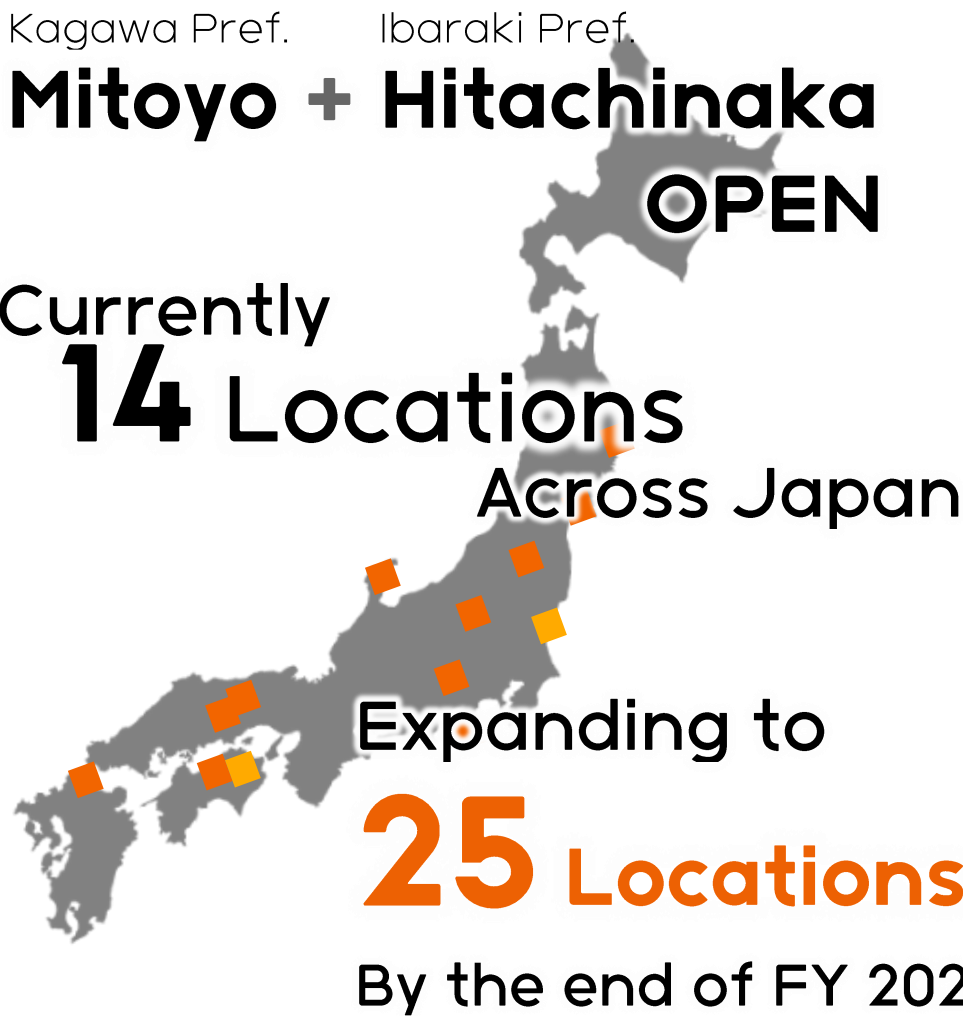 Kagawa Pref. Ibaraki Pref.
Mitoyo + Hitachinaka
OPEN
Currently
14 Locations
Across Japan
Expanding to
25 Locations
By the end of FY 202